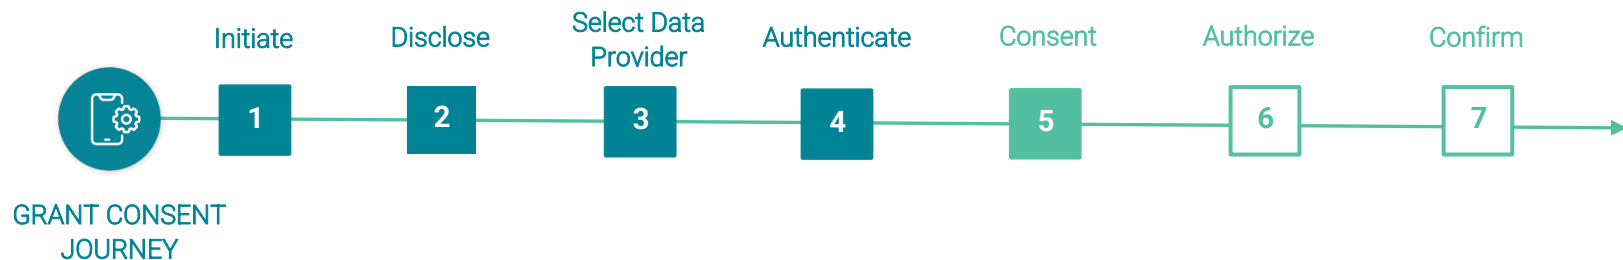 Initiate
Disclose
Select Data
Provider
Authenticate
Consent
Authorize
Confirm
1
2
3
4
5
6
7
GRANT CONSENT
JOURNEY